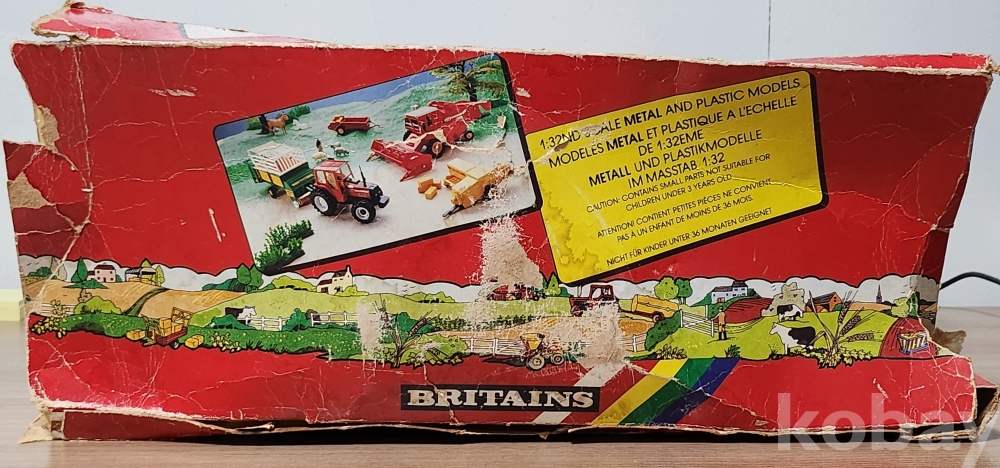 1:32ND SCALE METAL AND PLASTIC MODELS
MODELES METAL ET PLASTIQUE A L'ECHELLE
DE 1:32EME
METALL UND PLASTIKMODELLE
IM MASSTAB 1:32
CAUTION: CONTAINS SMALL PARTS NOT SUITABLE FOR
CHILDREN UNDER 3 YEARS OLD
ATTENTION! CONTIENT PETITES PIÈCES NE CONVIENT
PAS À UN ENFANT DE MOINS DE 36 MOIS.
NICHT FÜR KINDER UNTER 36 MONATEN GEEIGNET
BRITAINS
kobay